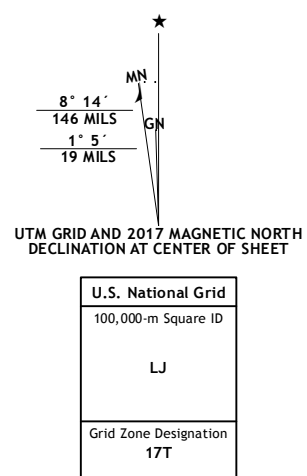 ★
MN
GN
8° 14´
146 MILS
1° 5´
19 MILS
UTM GRID AND 2017 MAGNETIC NORTH
DECLINATION AT CENTER OF SHEET
U.S. National Grid
100,000-m Square ID
LJ
Grid Zone Designation
17T